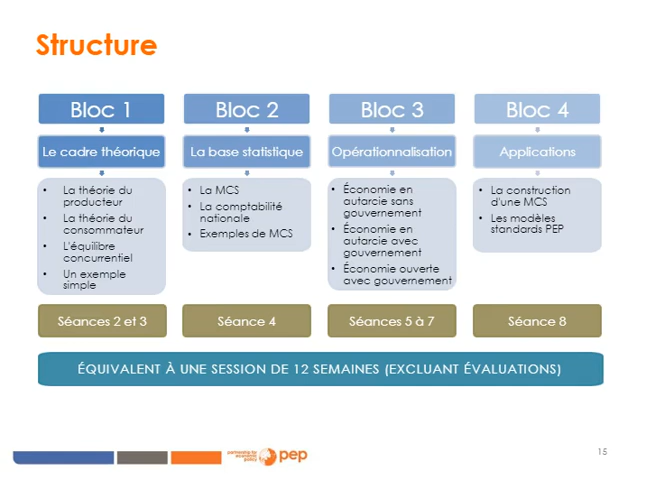 Structure
Bloc 1
Bloc 2
Bloc 3
Bloc 4
Le cadre théorique
La base statistique
Opérationnalisation
Applications
• La théorie du
producteur
• La théorie du
consommateur
• L'équilibre
concurrentiel
• Un exemple
simple
• La MCS
• La comptabilité
nationale
• Exemples de MCS
• Économie en
autarcie sans
gouvernement
• Économie en
autarcie avec
gouvernement
• Économie ouverte
avec gouvernement
• La construction
d'une MCS
• Les modèles
standards PEP
Séances 2 et 3
Séance 4
Séances 5 à 7
Séance 8
ÉQUIVALENT À UNE SESSION DE 12 SEMAINES (EXCLUANT ÉVALUATIONS)
partnership for
economic
policy
pep
15